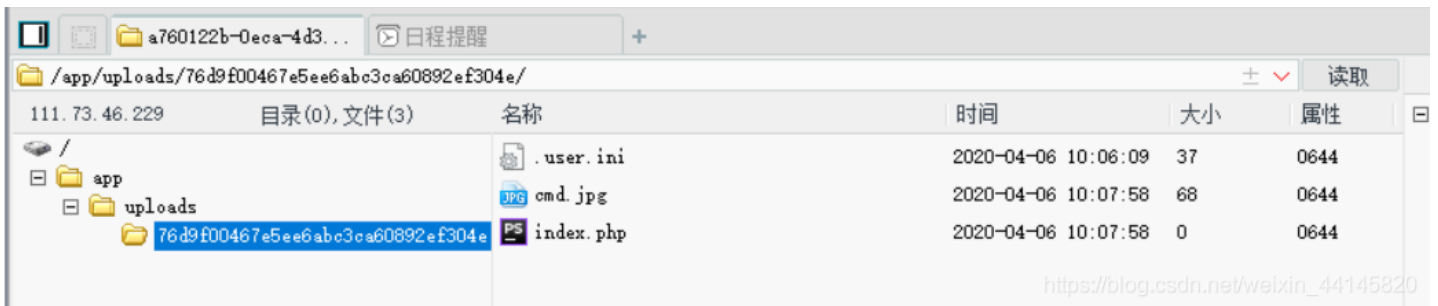 a760122b-0eca-4d3... 日程提醒 +
/app/uploads/76d9f00467e5ee6abc3ca60892ef304e/ 读取
111.73.46.229 目录(0),文件(3) 名称 时间 大小 属性
/
app
uploads
76d9f00467e5ee6abc3ca60892ef304e
.user.ini 2020-04-06 10:06:09 37 0644
JPG cmd.jpg 2020-04-06 10:07:58 68 0644
PS index.php 2020-04-06 10:07:58 0 0644
https://blog.csdn.net/weixin_44145820